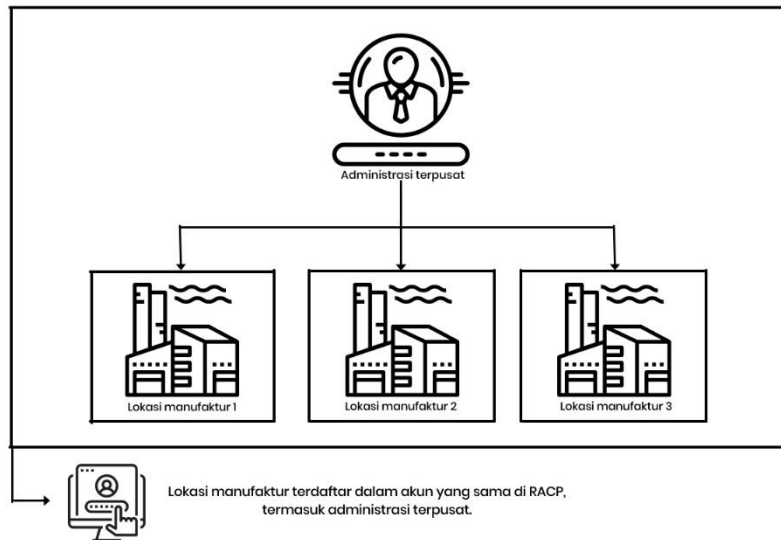 Administrasi terpusat
Lokasi manufaktur 1
Lokasi manufaktur 2
Lokasi manufaktur 3
Lokasi manufaktur terdaftar dalam akun yang sama di RACP,
termasuk administrasi terpusat.